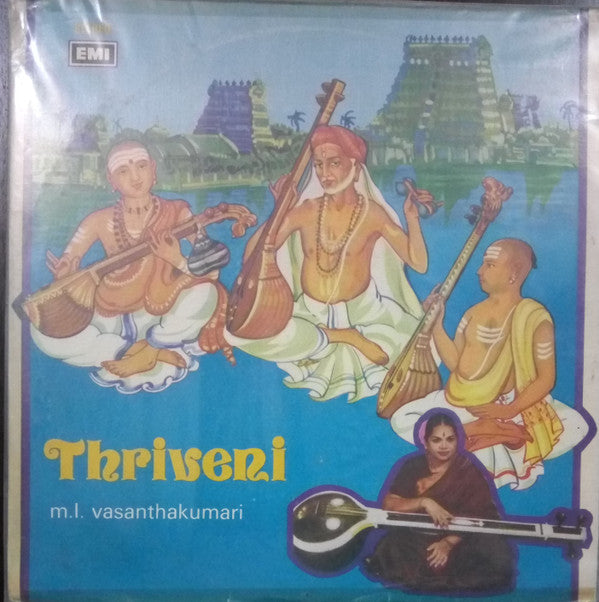 EMI
Thriveni
m.l. vasanthakumari